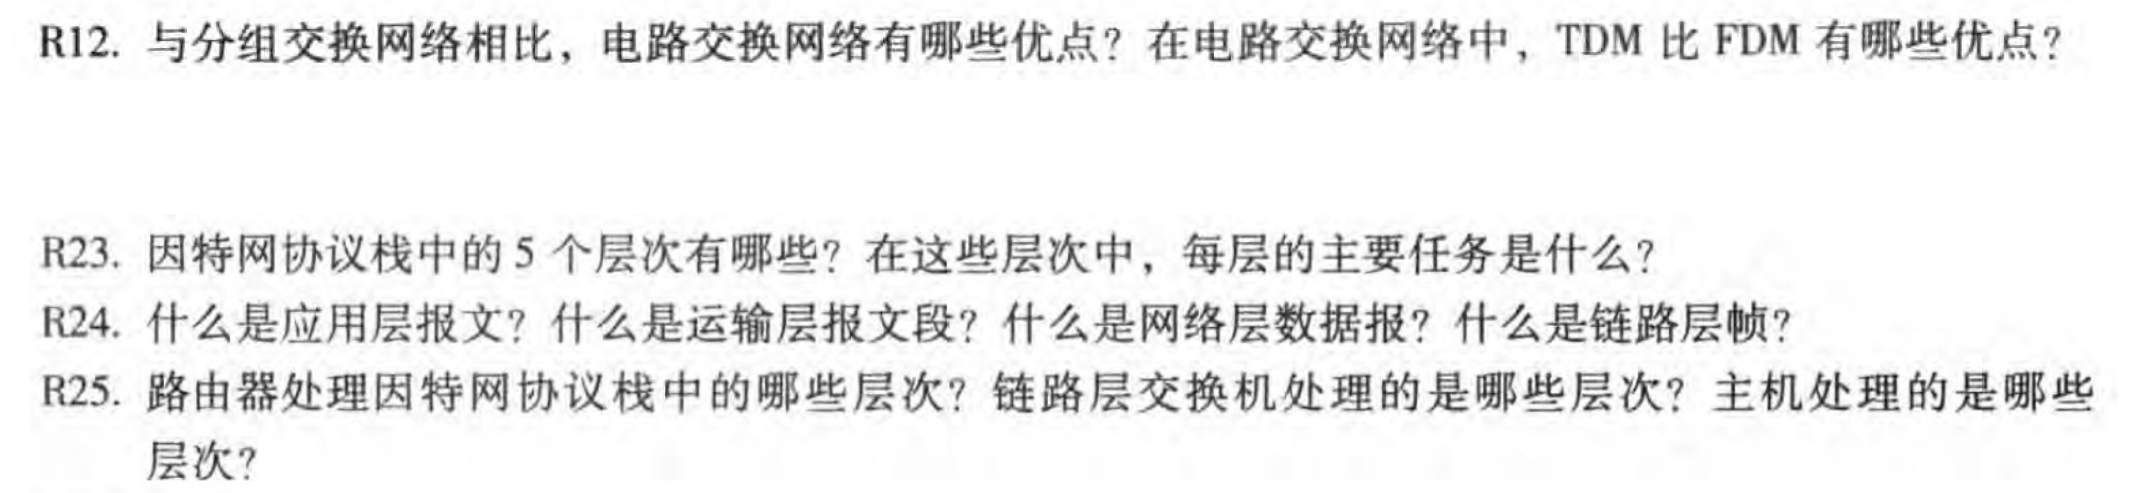 R12. 与分组交换网络相比，电路交换网络有哪些优点？在电路交换网络中，TDM 比 FDM 有哪些优点？
R23. 因特网协议栈中的 5 个层次有哪些？在这些层次中，每层的主要任务是什么？
R24. 什么是应用层报文？什么是运输层报文段？什么是网络层数据报？什么是链路层帧？
R25. 路由器处理因特网协议栈中的哪些层次？链路层交换机处理的是哪些层次？主机处理的是哪些
层次？